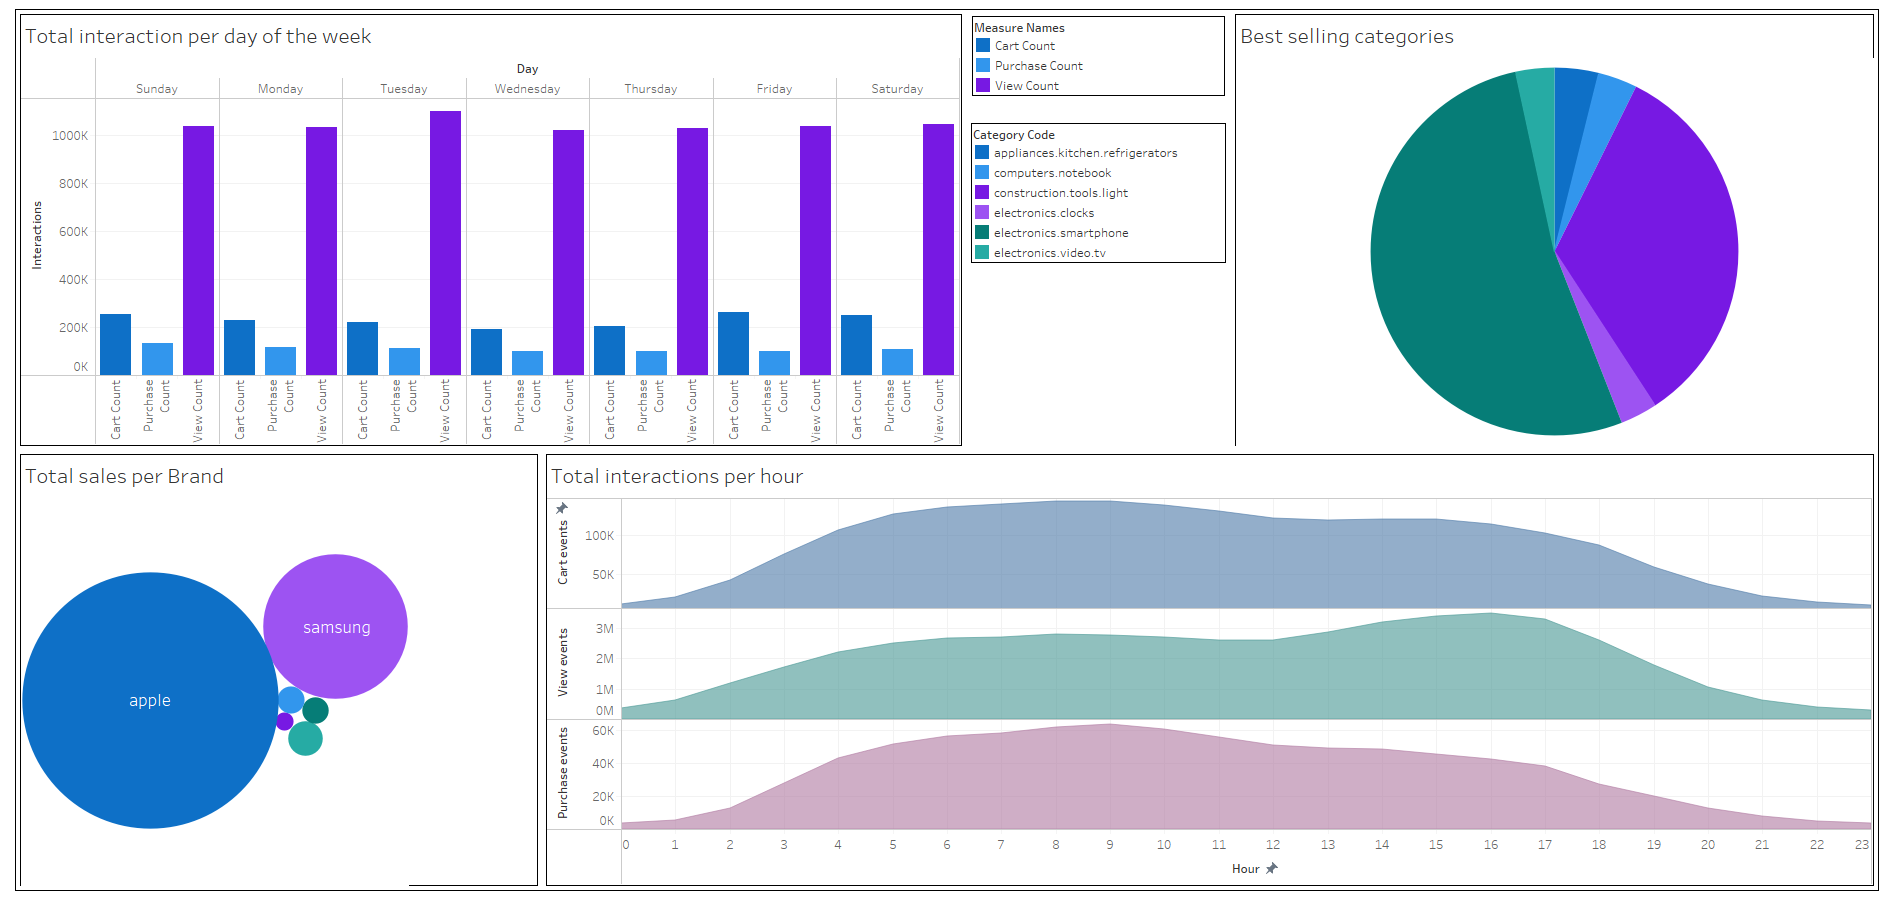 Total interaction per day of the week
Day
Sunday Monday Tuesday Wednesday Thursday Friday Saturday
Interactions
1000K
800K
600K
400K
200K
0K
Cart Count Purchase Count View Count Cart Count Purchase Count View Count Cart Count Purchase Count View Count Cart Count Purchase Count View Count Cart Count Purchase Count View Count Cart Count Purchase Count View Count Cart Count Purchase Count View Count
Measure Names
Cart Count
Purchase Count
View Count
Category Code
appliances.kitchen.refrigerators
computers.notebook
construction.tools.light
electronics.clocks
electronics.smartphone
electronics.video.tv
Best selling categories
Total sales per Brand
samsung
apple
Total interactions per hour
Cart events
100K
50K
View events
3M
2M
1M
0M
Purchase events
60K
40K
20K
0K
0 1 2 3 4 5 6 7 8 9 10 11 12 13 14 15 16 17 18 19 20 21 22 23
Hour